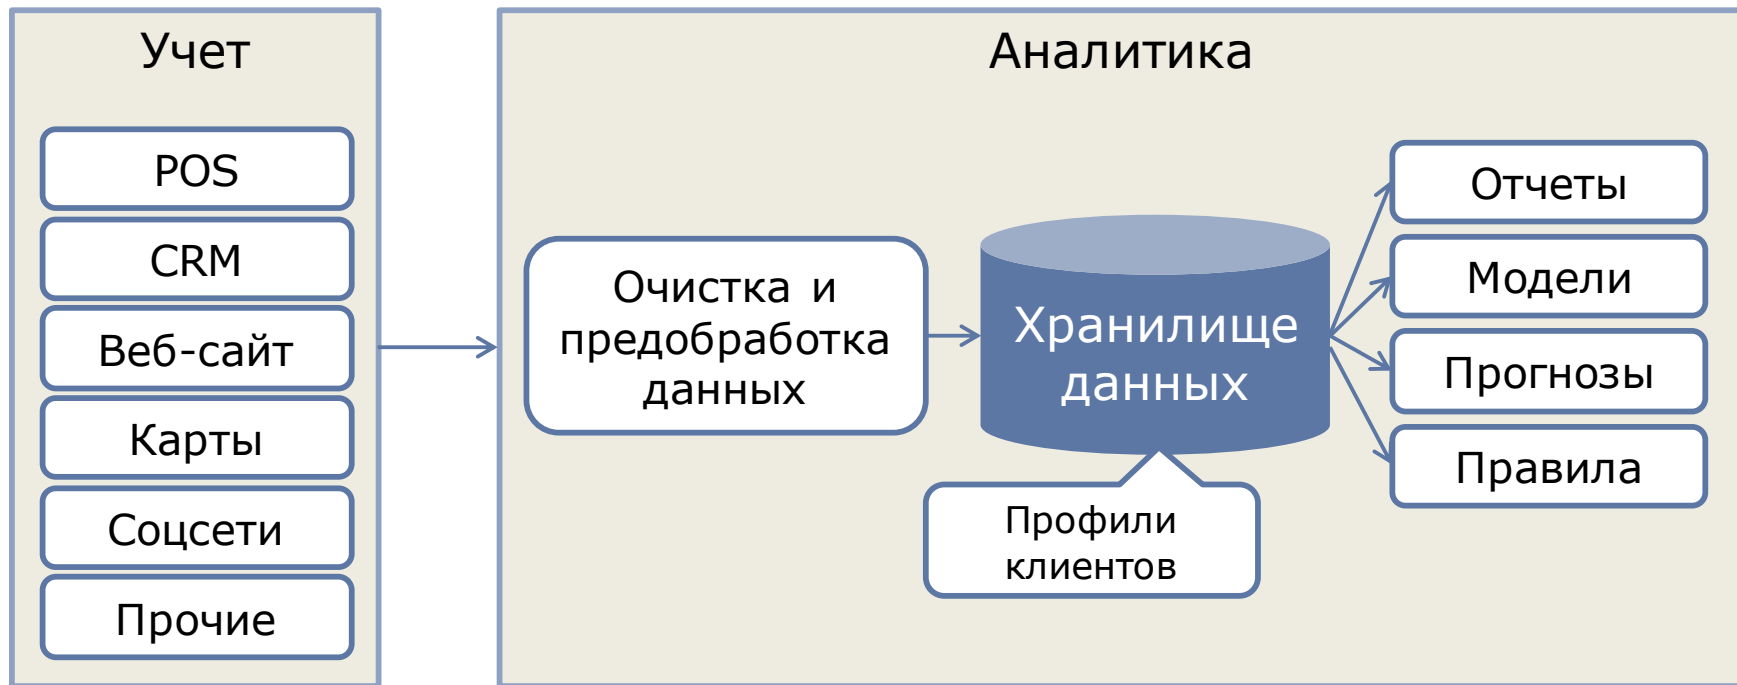 Учет
POS
CRM
Веб-сайт
Карты
Соцсети
Прочие
Аналитика
Очистка и
предобработка
данных
Хранилище
данных
Профили
клиентов
Отчеты
Модели
Прогнозы
Правила